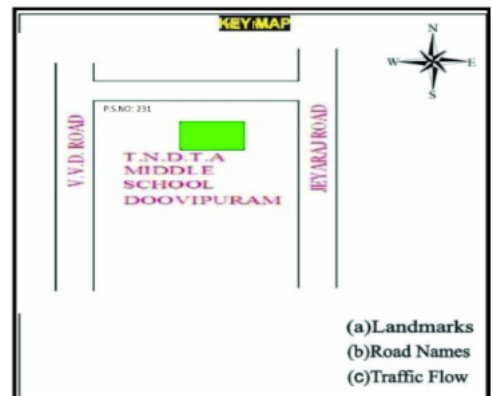 KEY MAP
N
W
E
S
P.S.NO: 231
V.V.D. ROAD
JEYARAJ ROAD
T.N.D.T.A
MIDDLE
SCHOOL
DOOVIPURAM
(a)Landmarks
(b)Road Names
(c)Traffic Flow